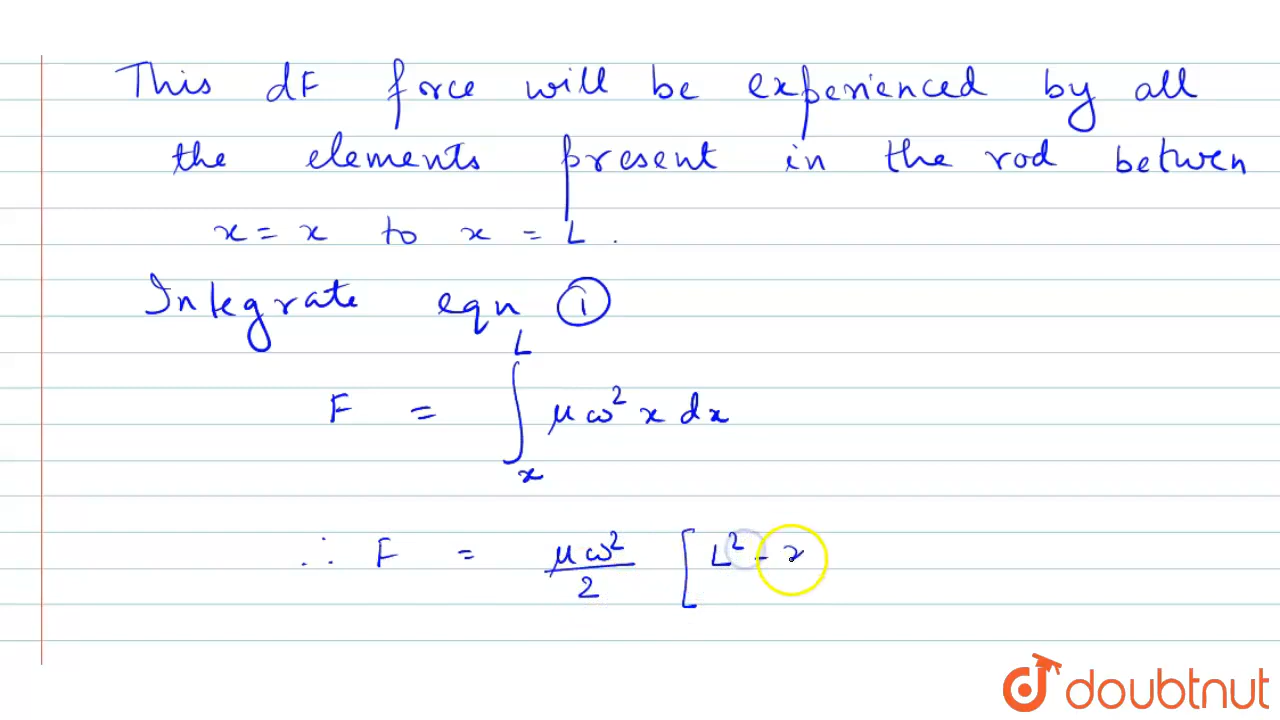 This dF force will be experienced by all
the elements present in the rod betwen
x = x to x = L .
Integrate eqn ①
F = ∫ₓᴸ μω² x dx
∴ F = μω²/2 [L² - x
doubtnut